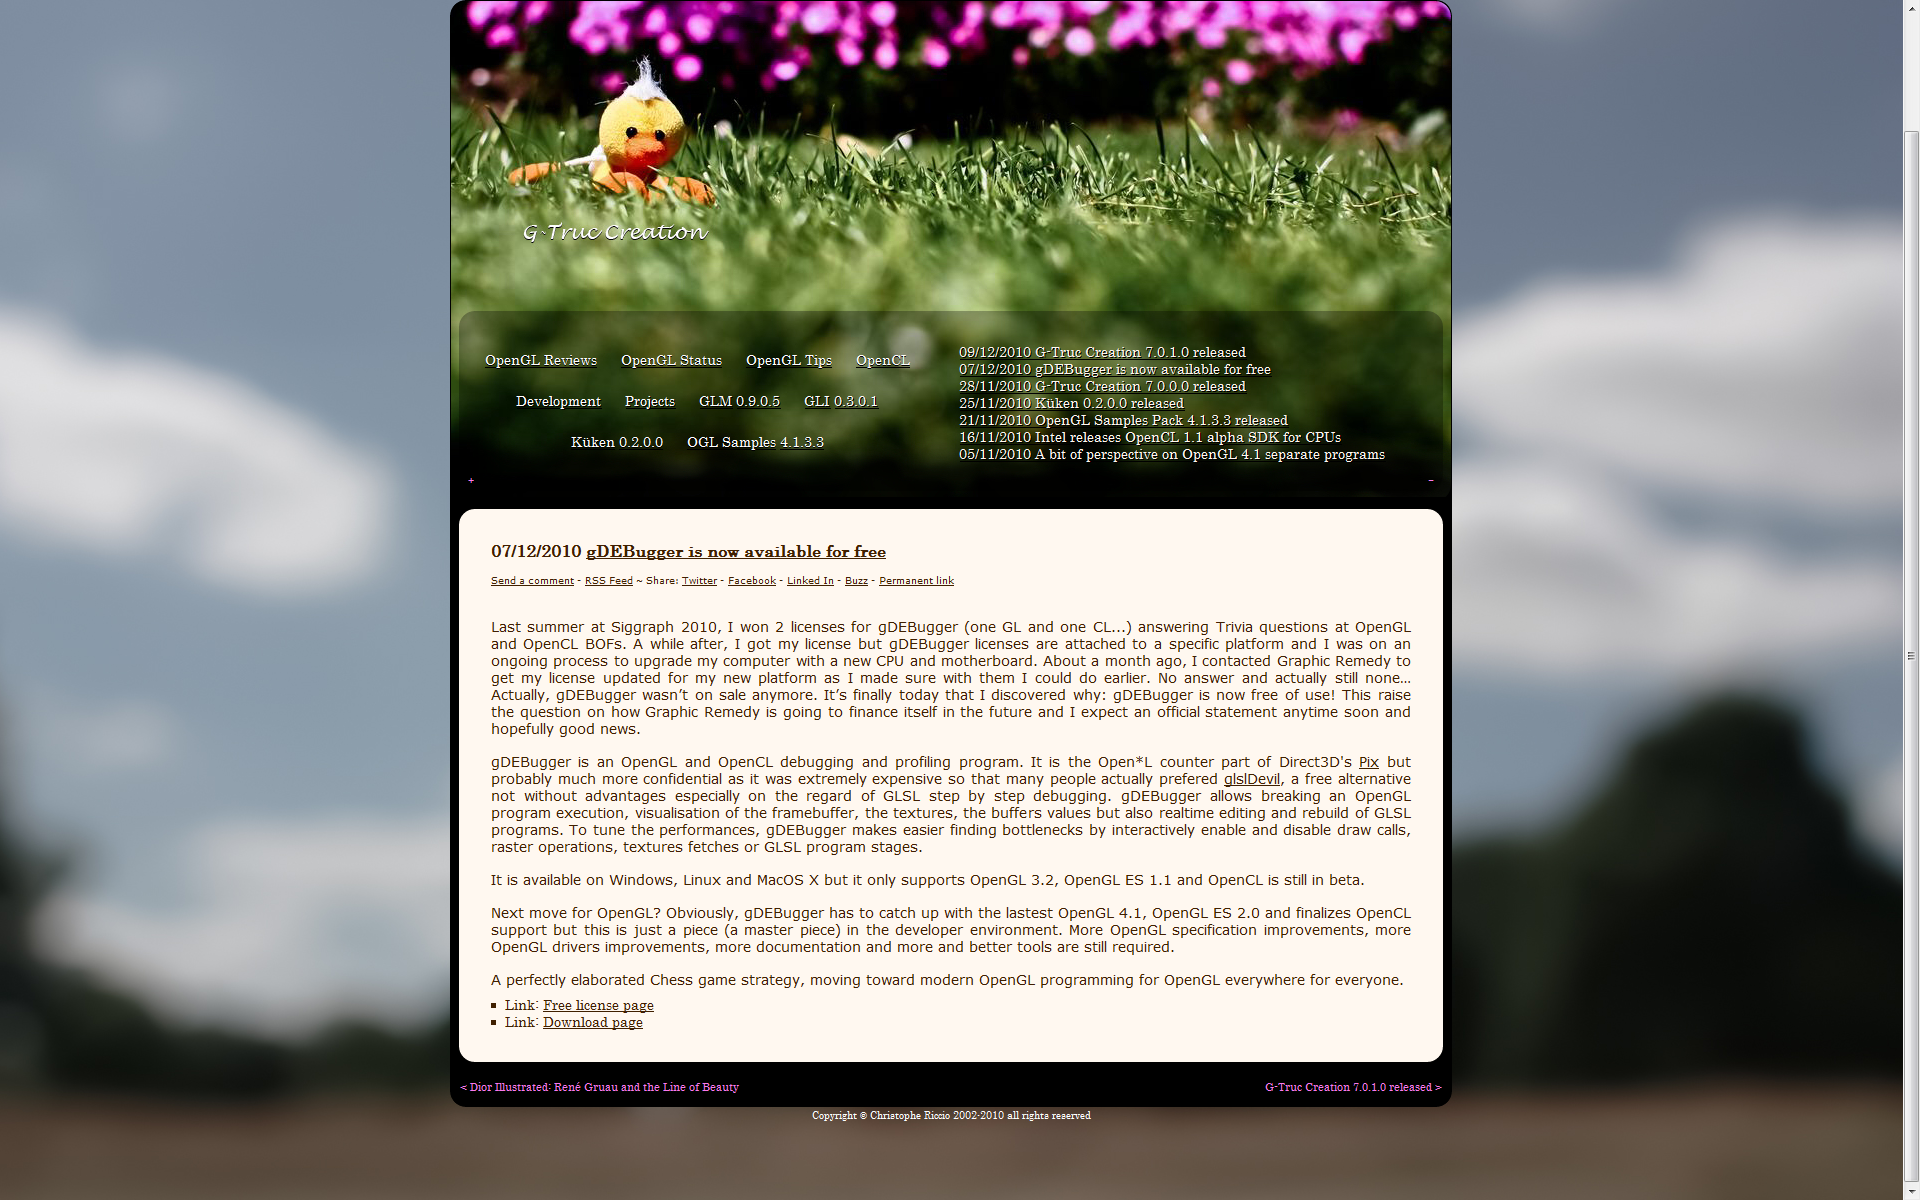 G-Truc Creation
OpenGL Reviews OpenGL Status OpenGL Tips OpenCL
Development Projects GLM 0.9.0.5 GLI 0.3.0.1
Küken 0.2.0.0 OGL Samples 4.1.3.3
09/12/2010 G-Truc Creation 7.0.1.0 released
07/12/2010 gDEBugger is now available for free
28/11/2010 G-Truc Creation 7.0.0.0 released
25/11/2010 Küken 0.2.0.0 released
21/11/2010 OpenGL Samples Pack 4.1.3.3 released
16/11/2010 Intel releases OpenCL 1.1 alpha SDK for CPUs
05/11/2010 A bit of perspective on OpenGL 4.1 separate programs
+ -
07/12/2010 gDEBugger is now available for free
Send a comment - RSS Feed ~ Share: Twitter - Facebook - Linked In - Buzz - Permanent link
Last summer at Siggraph 2010, I won 2 licenses for gDEBugger (one GL and one CL...) answering Trivia questions at OpenGL
and OpenCL BOFs. A while after, I got my license but gDEBugger licenses are attached to a specific platform and I was on an
ongoing process to upgrade my computer with a new CPU and motherboard. About a month ago, I contacted Graphic Remedy to
get my license updated for my new platform as I made sure with them I could do earlier. No answer and actually still none...
Actually, gDEBugger wasn't on sale anymore. It's finally today that I discovered why: gDEBugger is now free of use! This raise
the question on how Graphic Remedy is going to finance itself in the future and I expect an official statement anytime soon and
hopefully good news.
gDEBugger is an OpenGL and OpenCL debugging and profiling program. It is the Open*L counter part of Direct3D's Pix but
probably much more confidential as it was extremely expensive so that many people actually prefered glslDevil, a free alternative
not without advantages especially on the regard of GLSL step by step debugging. gDEBugger allows breaking an OpenGL
program execution, visualisation of the framebuffer, the textures, the buffers values but also realtime editing and rebuild of GLSL
programs. To tune the performances, gDEBugger makes easier finding bottlenecks by interactively enable and disable draw calls,
raster operations, textures fetches or GLSL program stages.
It is available on Windows, Linux and MacOS X but it only supports OpenGL 3.2, OpenGL ES 1.1 and OpenCL is still in beta.
Next move for OpenGL? Obviously, gDEBugger has to catch up with the lastest OpenGL 4.1, OpenGL ES 2.0 and finalizes OpenCL
support but this is just a piece (a master piece) in the developer environment. More OpenGL specification improvements, more
OpenGL drivers improvements, more documentation and more and better tools are still required.
A perfectly elaborated Chess game strategy, moving toward modern OpenGL programming for OpenGL everywhere for everyone.
Link: Free license page
Link: Download page
< Dior Illustrated: René Gruau and the Line of Beauty
G-Truc Creation 7.0.1.0 released >
Copyright © Christophe Riccio 2002-2010 all rights reserved